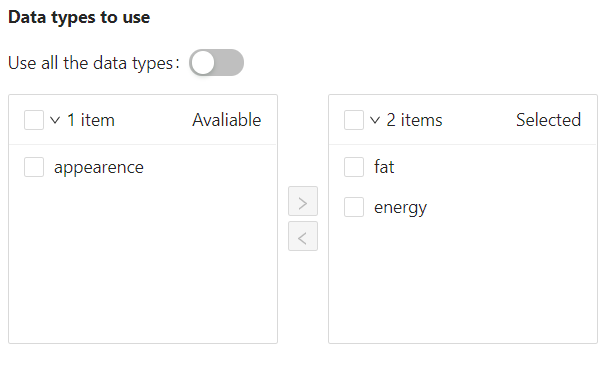 Data types to use
Use all the data types:
1 item Avaliable
appearence
2 items Selected
fat
energy